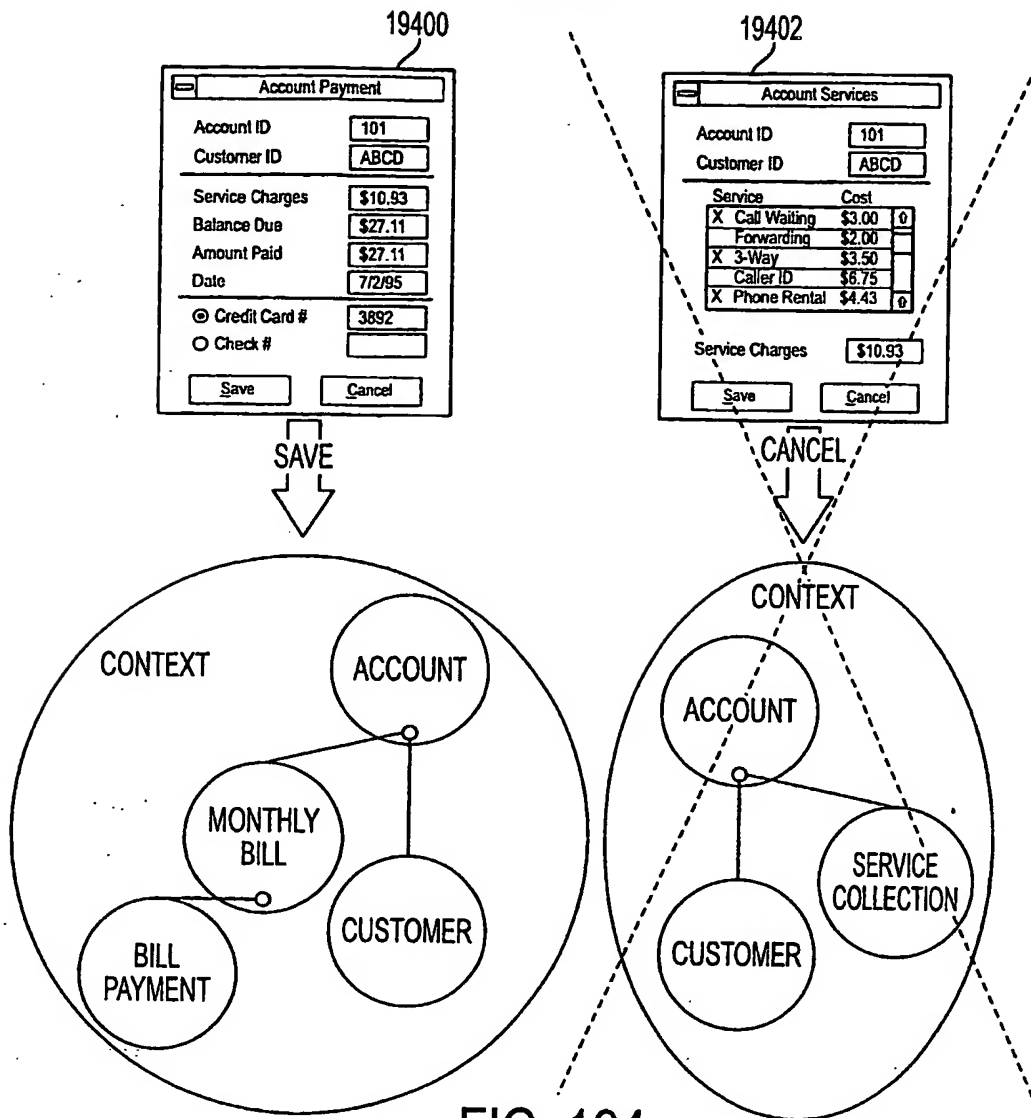 19400
Account Payment
Account ID 101
Customer ID ABCD
Service Charges $10.93
Balance Due $27.11
Amount Paid $27.11
Date 7/2/95
Credit Card # 3892
Check #
Save Cancel
SAVE
CONTEXT
ACCOUNT
MONTHLY
BILL
CUSTOMER
BILL
PAYMENT
19402
Account Services
Account ID 101
Customer ID ABCD
Service Cost
X Call Waiting $3.00
Forwarding $2.00
X 3-Way $3.50
Caller ID $6.75
X Phone Rental $4.43
Service Charges $10.93
Save Cancel
CANCEL
CONTEXT
ACCOUNT
SERVICE
COLLECTION
CUSTOMER
FIG. 194